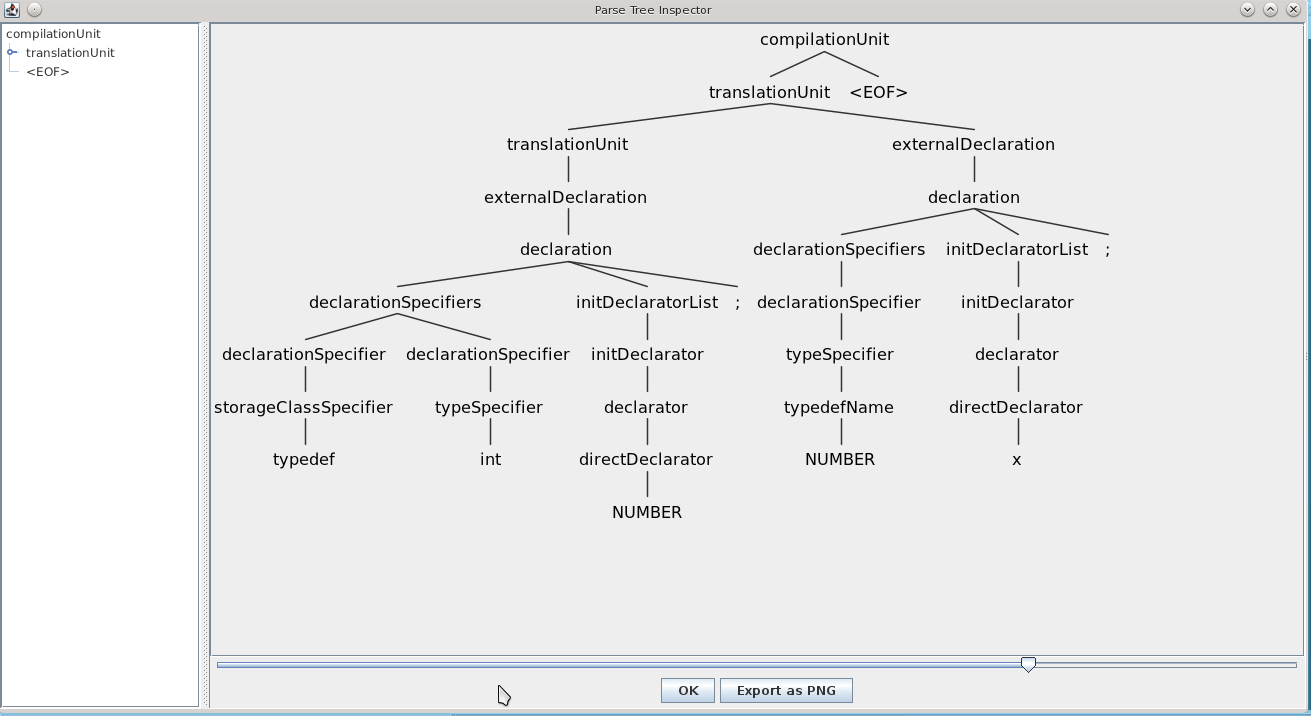 Parse Tree Inspector
compilationUnit
translationUnit
<EOF>
compilationUnit
translationUnit <EOF>
translationUnit externalDeclaration
externalDeclaration declaration
declaration declarationSpecifiers initDeclaratorList ;
declarationSpecifiers initDeclaratorList ; declarationSpecifier initDeclarator
declarationSpecifier declarationSpecifier initDeclarator typeSpecifier declarator
storageClassSpecifier typeSpecifier declarator typedefName directDeclarator
typedef int directDeclarator NUMBER x
NUMBER
OK Export as PNG